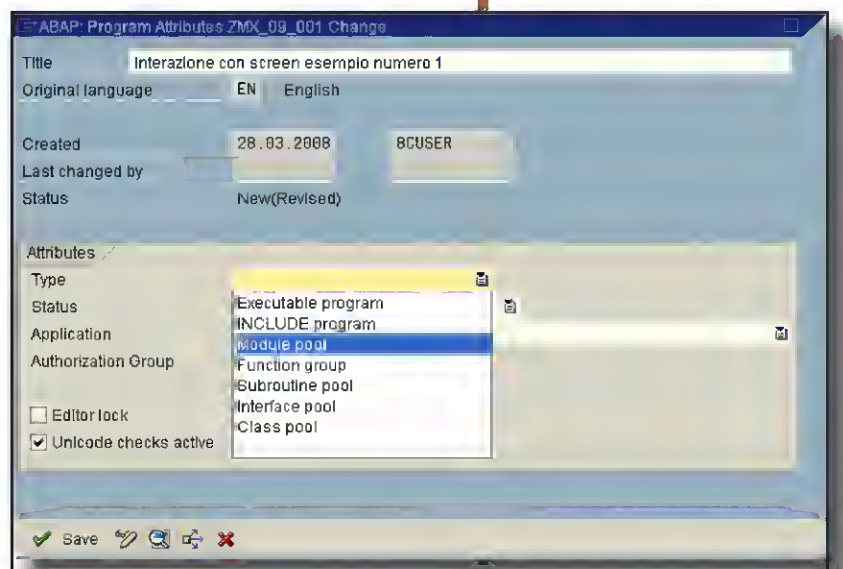 ABAP: Program Attributes ZMX_09_001 Change
Title Interazione con screen esempio numero 1
Original language EN English
Created 28.03.2008 BCUSER
Last changed by
Status New(Revised)
Attributes
Type
Status
Application
Authorization Group
Executable program
INCLUDE program
Module pool
Function group
Subroutine pool
Interface pool
Class pool
Editor lock
Unicode checks active
Save